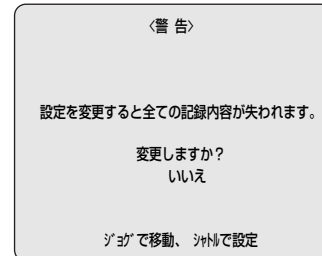 〈警 告〉
設定を変更すると全ての記録内容が失われます。
変更しますか？
いいえ
ｼﾞｮｸﾞで移動、 ｼｬﾄﾙで設定